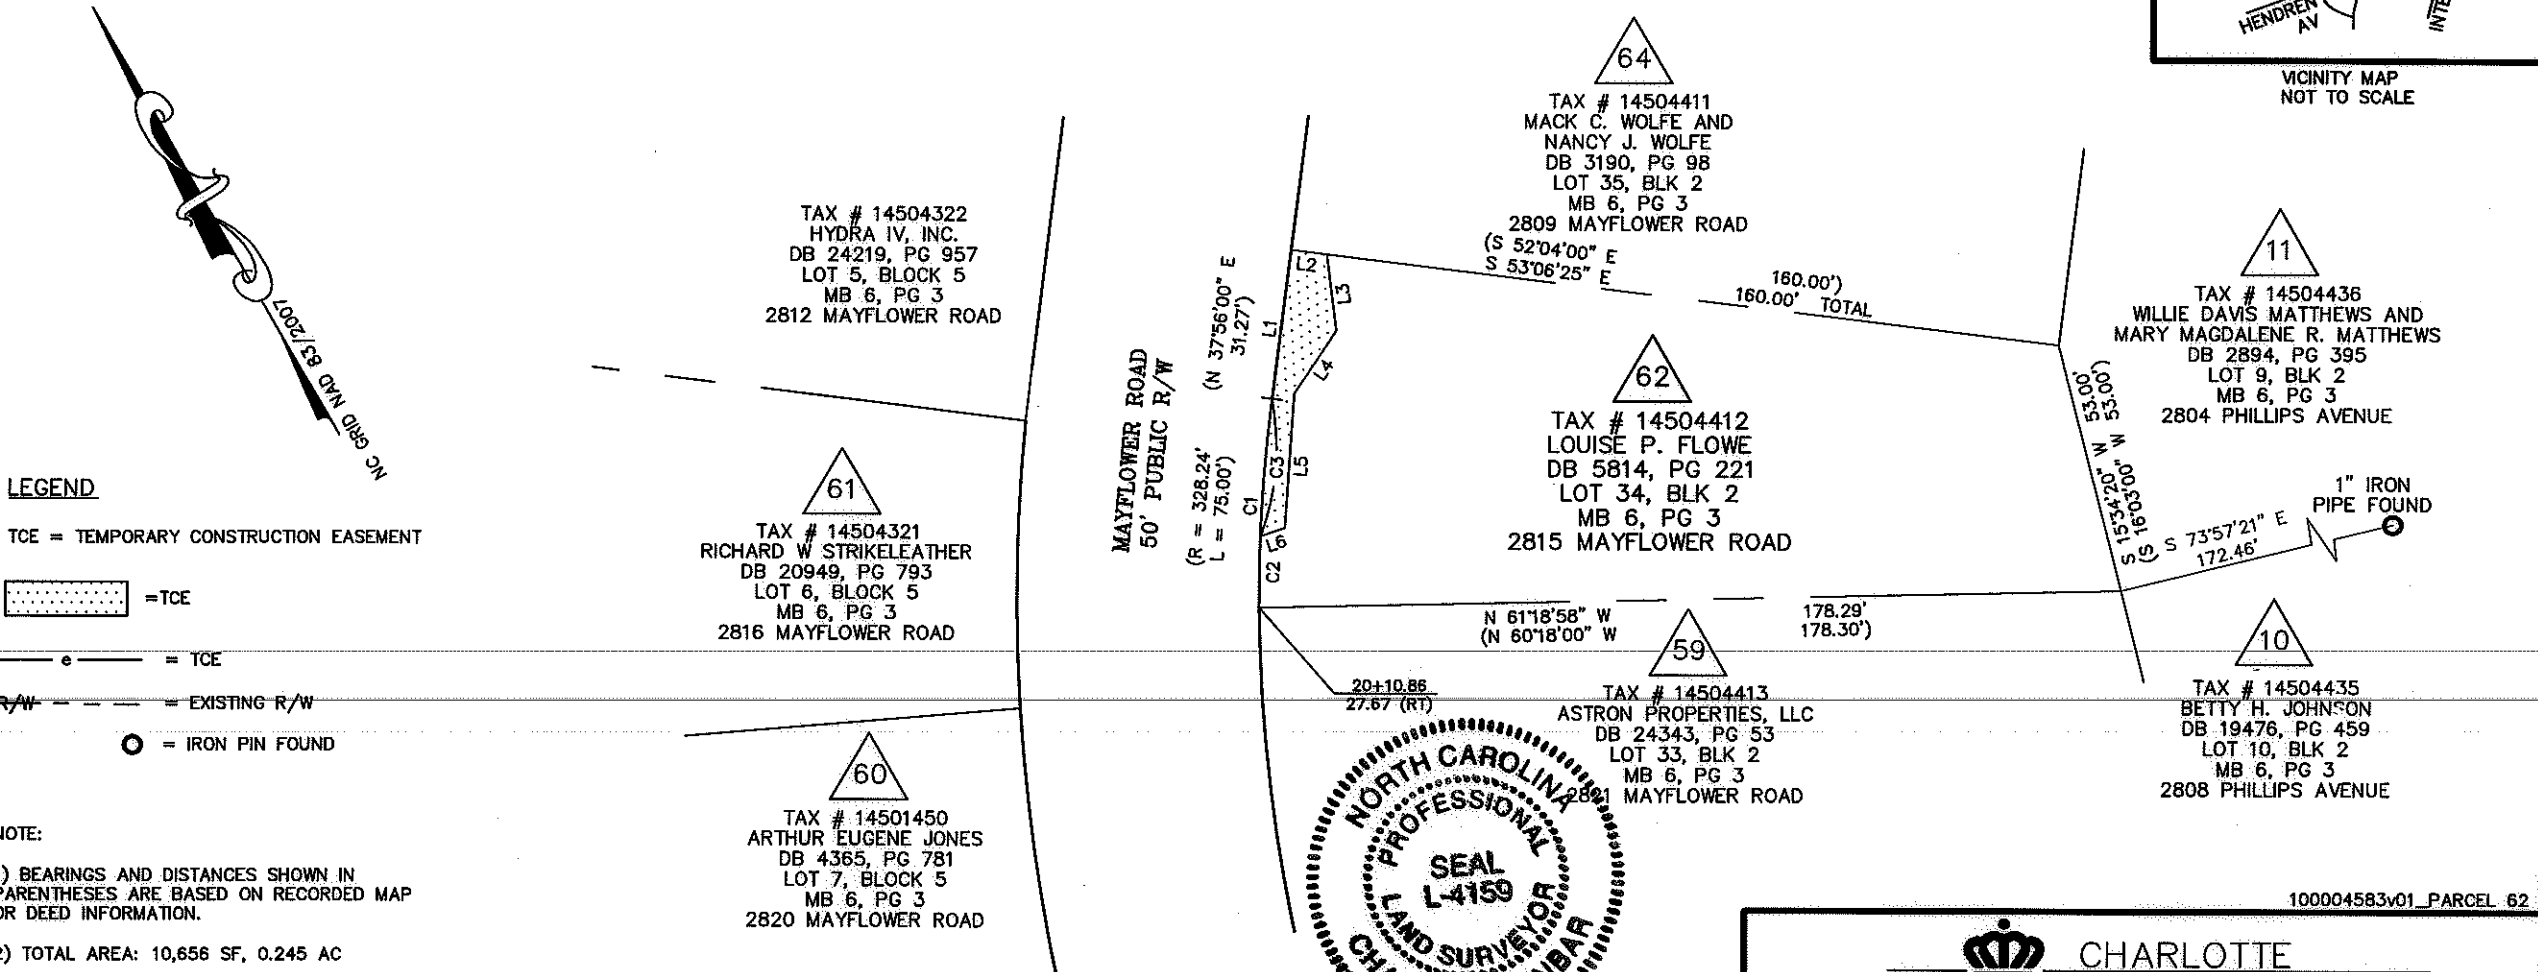 HENDREN
AV
INTE
VICINITY MAP
NOT TO SCALE
NC GRID NAD 83/2007
64
TAX # 14504411
MACK C. WOLFE AND
NANCY J. WOLFE
DB 3190, PG 98
LOT 35, BLK 2
MB 6, PG 3
2809 MAYFLOWER ROAD
TAX # 14504322
HYDRA IV, INC.
DB 24219, PG 957
LOT 5, BLOCK 5
MB 6, PG 3
2812 MAYFLOWER ROAD
(S 52°04'00" E
160.00')
S 53°06'25" E
160.00' TOTAL
11
TAX # 14504436
WILLIE DAVIS MATTHEWS AND
MARY MAGDALENE R. MATTHEWS
DB 2894, PG 395
LOT 9, BLK 2
MB 6, PG 3
2804 PHILLIPS AVENUE
L2
L3
L1
L4
(N 37°56'00" E
31.27')
MAYFLOWER ROAD
50' PUBLIC R/W
(R = 328.24'
L = 75.00')
C1
C3
L5
L6
C2
62
TAX # 14504412
LOUISE P. FLOWE
DB 5814, PG 221
LOT 34, BLK 2
MB 6, PG 3
2815 MAYFLOWER ROAD
S 15°34'20" W 53.00'
(S 16°03'00" W 53.00')
1" IRON
PIPE FOUND
S 73°57'21" E
172.46'
LEGEND
TCE = TEMPORARY CONSTRUCTION EASEMENT
=TCE
e = TCE
R/W = EXISTING R/W
= IRON PIN FOUND
61
TAX # 14504321
RICHARD W STRIKELEATHER
DB 20949, PG 793
LOT 6, BLOCK 5
MB 6, PG 3
2816 MAYFLOWER ROAD
N 61°18'58" W
178.29'
(N 60°18'00" W
178.30')
20+10.86
27.67 (RT)
59
TAX # 14504413
ASTRON PROPERTIES, LLC
DB 24343, PG 53
LOT 33, BLK 2
MB 6, PG 3
2821 MAYFLOWER ROAD
10
TAX # 14504435
BETTY H. JOHNSON
DB 19476, PG 459
LOT 10, BLK 2
MB 6, PG 3
2808 PHILLIPS AVENUE
60
TAX # 14501450
ARTHUR EUGENE JONES
DB 4365, PG 781
LOT 7, BLOCK 5
MB 6, PG 3
2820 MAYFLOWER ROAD
NORTH CAROLINA
PROFESSIONAL
SEAL
L-4159
LAND SURVEYOR
NOTE:
) BEARINGS AND DISTANCES SHOWN IN
PARENTHESES ARE BASED ON RECORDED MAP
OR DEED INFORMATION.
2) TOTAL AREA: 10,656 SF, 0.245 AC
100004583v01_PARCEL 62
CHARLOTTE